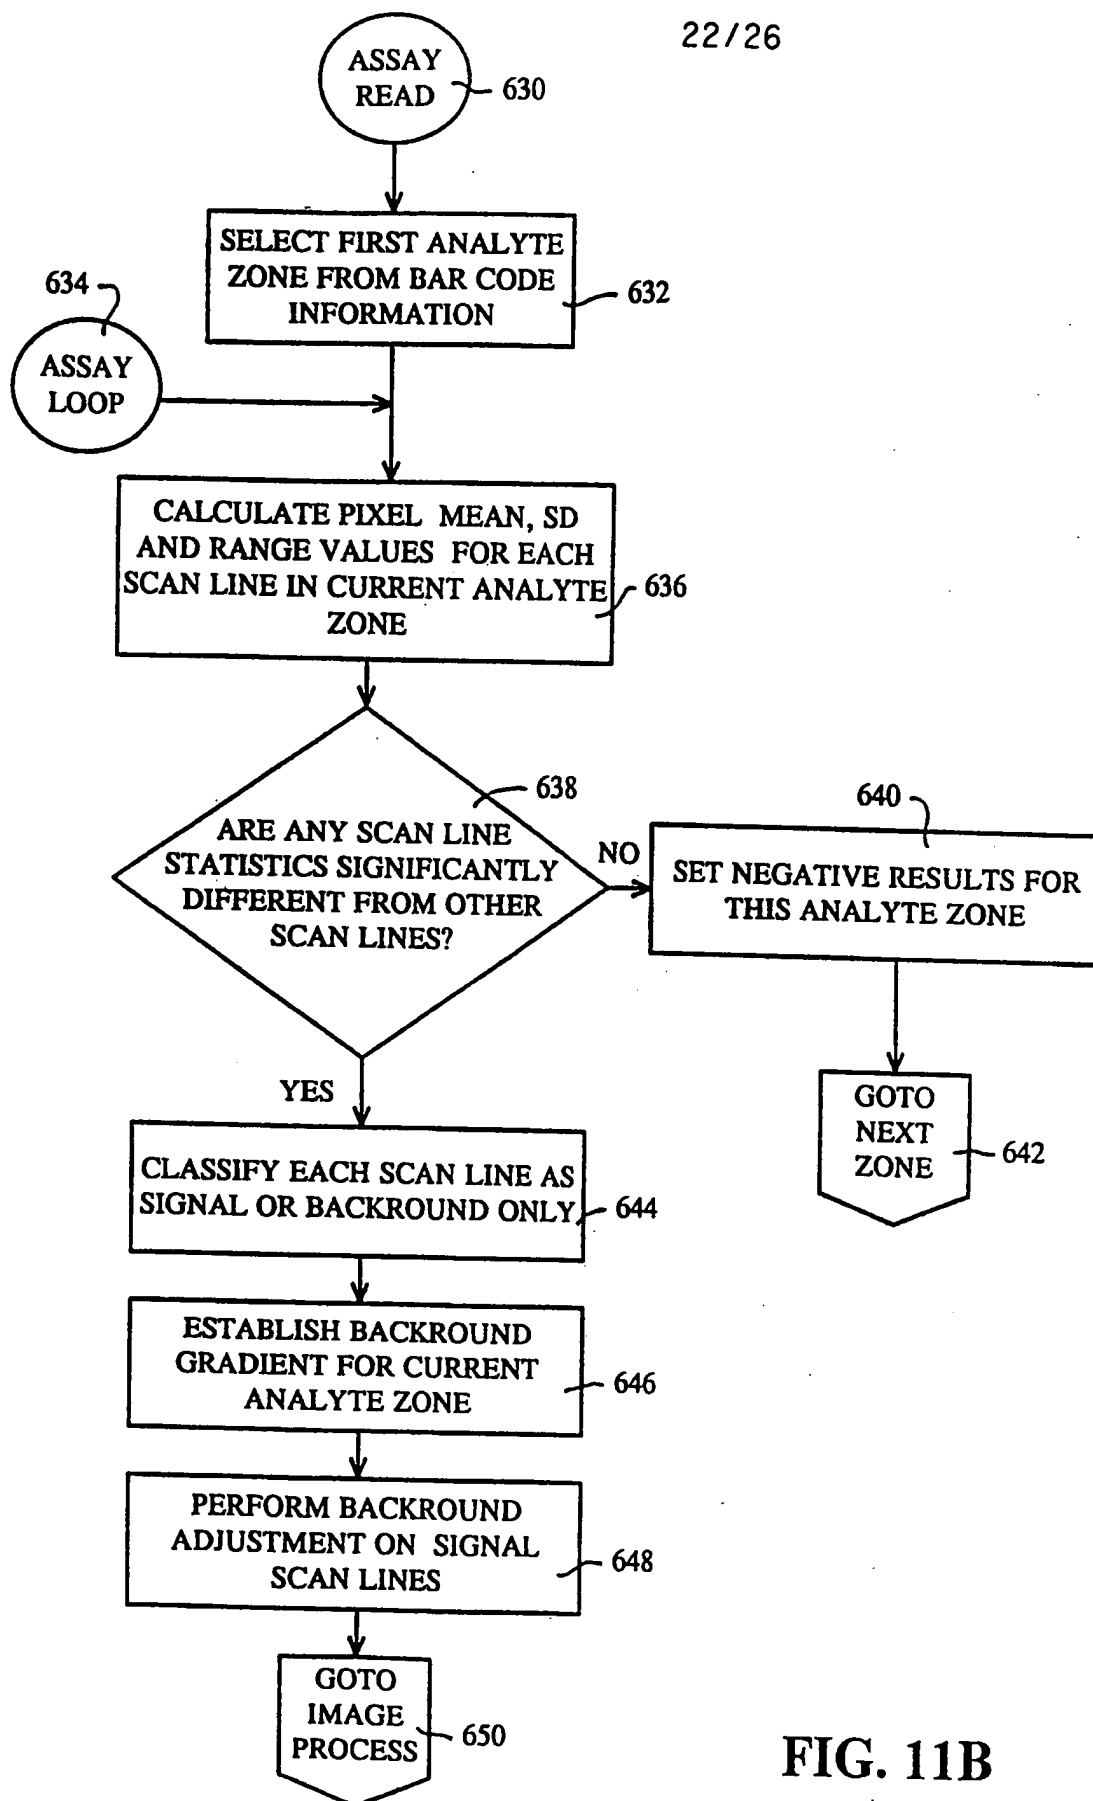 22/26
ASSAY
READ
630
SELECT FIRST ANALYTE
ZONE FROM BAR CODE
INFORMATION
632
634
ASSAY
LOOP
CALCULATE PIXEL MEAN, SD
AND RANGE VALUES FOR EACH
SCAN LINE IN CURRENT ANALYTE
ZONE
636
638
ARE ANY SCAN LINE
STATISTICS SIGNIFICANTLY
DIFFERENT FROM OTHER
SCAN LINES?
NO
640
SET NEGATIVE RESULTS FOR
THIS ANALYTE ZONE
GOTO
NEXT
ZONE
642
YES
CLASSIFY EACH SCAN LINE AS
SIGNAL OR BACKROUND ONLY
644
ESTABLISH BACKROUND
GRADIENT FOR CURRENT
ANALYTE ZONE
646
PERFORM BACKROUND
ADJUSTMENT ON SIGNAL
SCAN LINES
648
GOTO
IMAGE
PROCESS
650
FIG. 11B